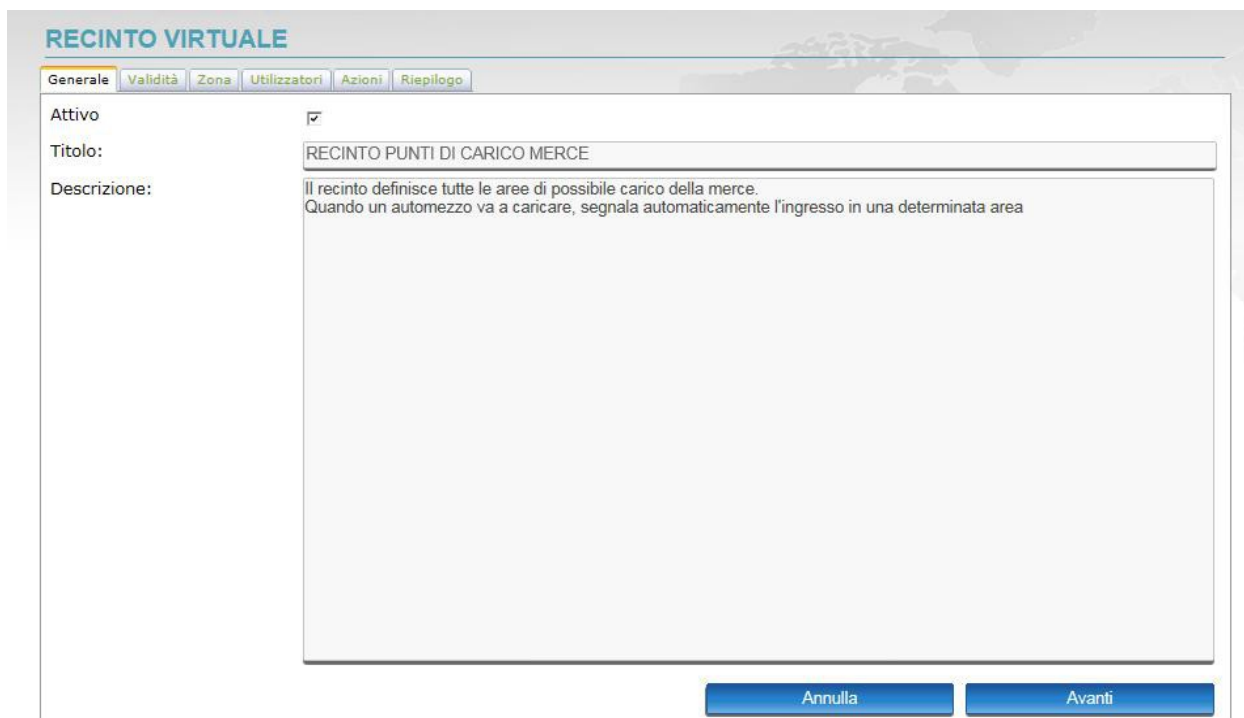 RECINTO VIRTUALE
Generale Validità Zona Utilizzatori Azioni Riepilogo
Attivo
Titolo: RECINTO PUNTI DI CARICO MERCE
Descrizione: Il recinto definisce tutte le aree di possibile carico della merce.
Quando un automezzo va a caricare, segnala automaticamente l'ingresso in una determinata area
Annulla Avanti